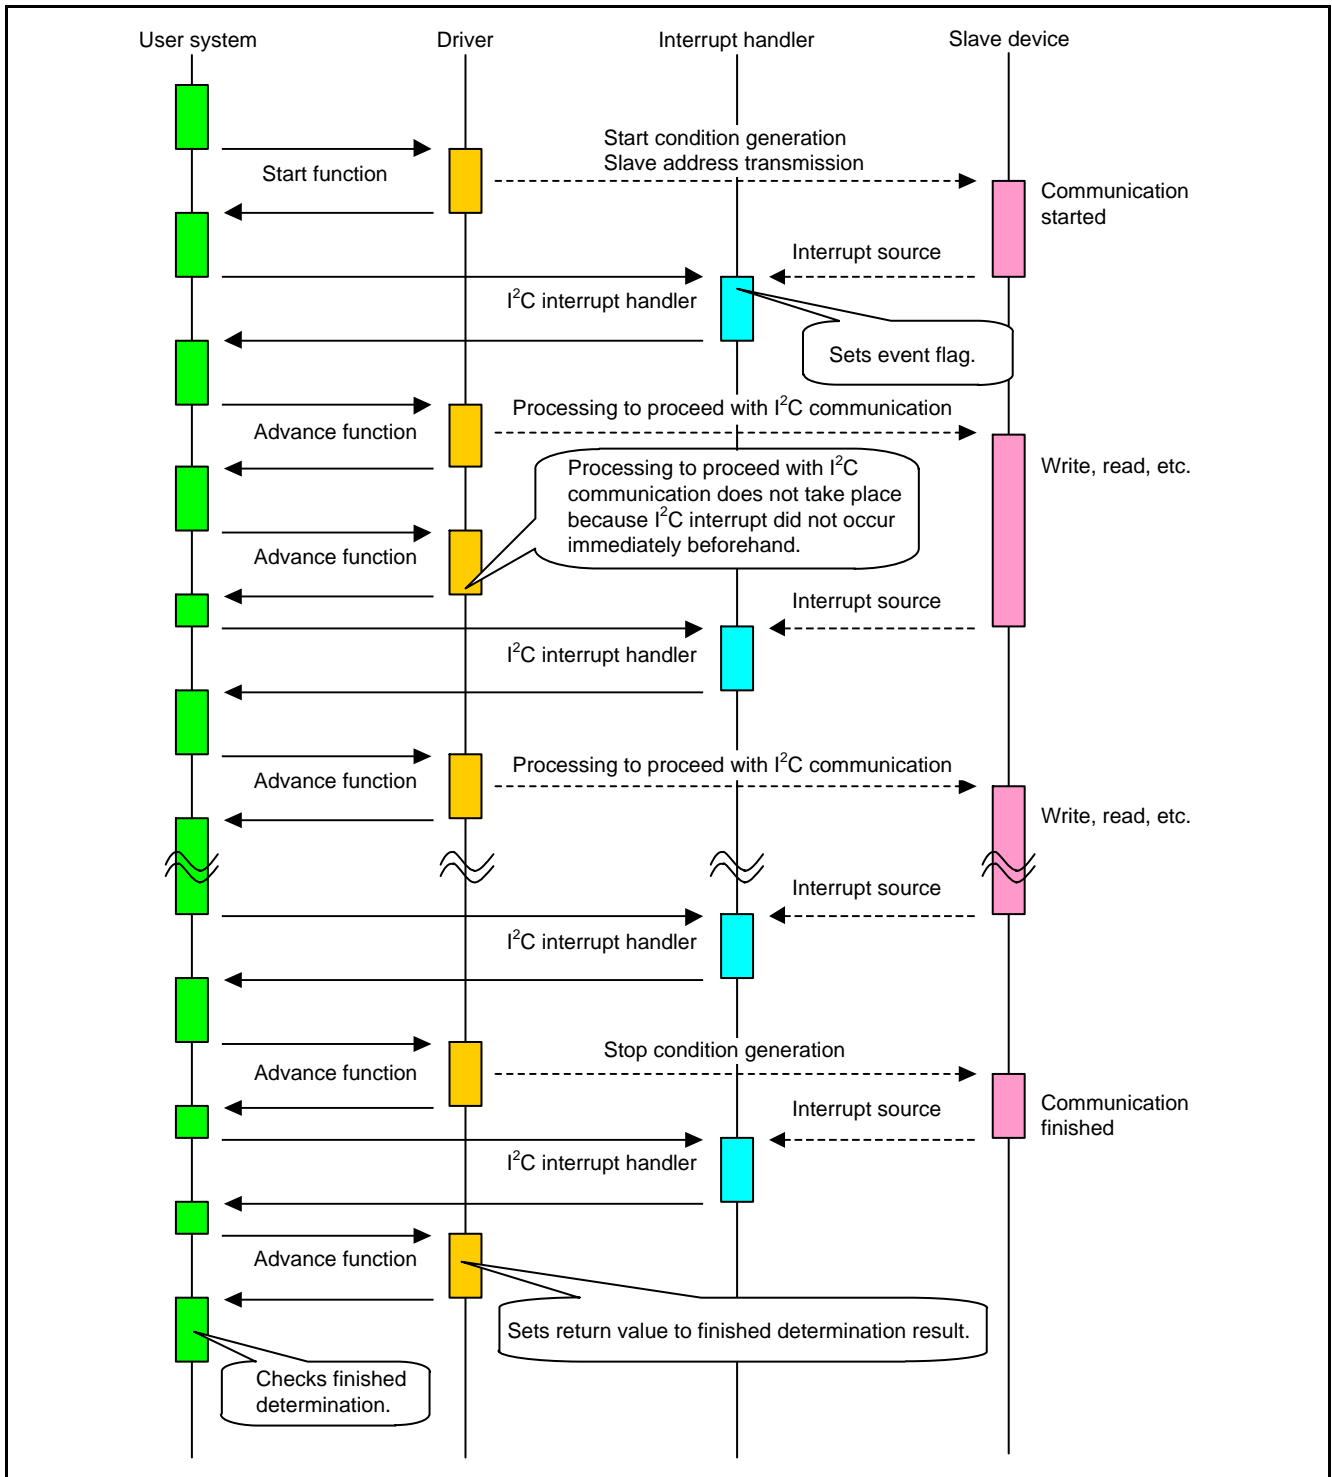 User system
Driver
Interrupt handler
Slave device
Start condition generation
Slave address transmission
Start function
Communication
started
Interrupt source
I²C interrupt handler
Sets event flag.
Processing to proceed with I²C communication
Advance function
Write, read, etc.
Processing to proceed with I²C
communication does not take place
because I²C interrupt did not occur
immediately beforehand.
Advance function
Interrupt source
I²C interrupt handler
Processing to proceed with I²C communication
Advance function
Write, read, etc.
Interrupt source
I²C interrupt handler
Stop condition generation
Advance function
Communication
finished
Interrupt source
I²C interrupt handler
Advance function
Sets return value to finished determination result.
Checks finished
determination.